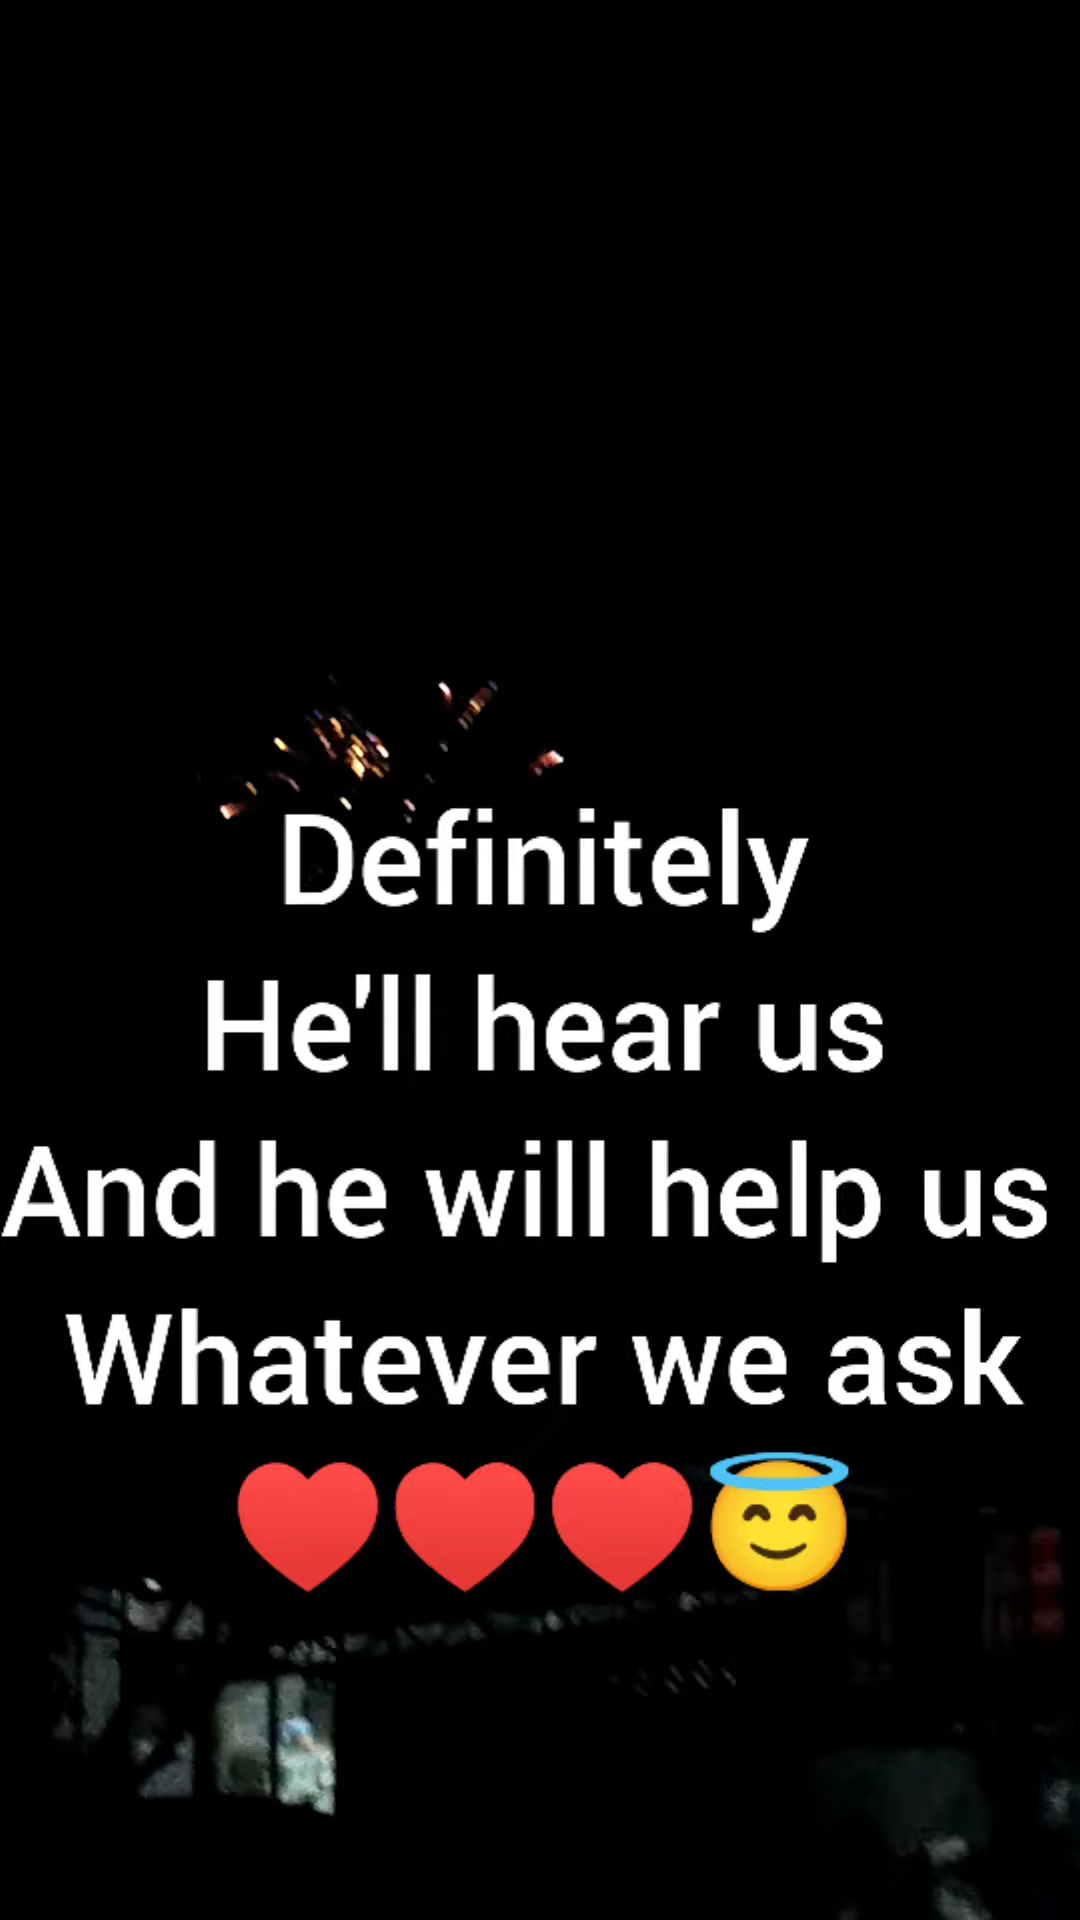 Definitely
He'll hear us
And he will help us
Whatever we ask
♥️♥️♥️😇